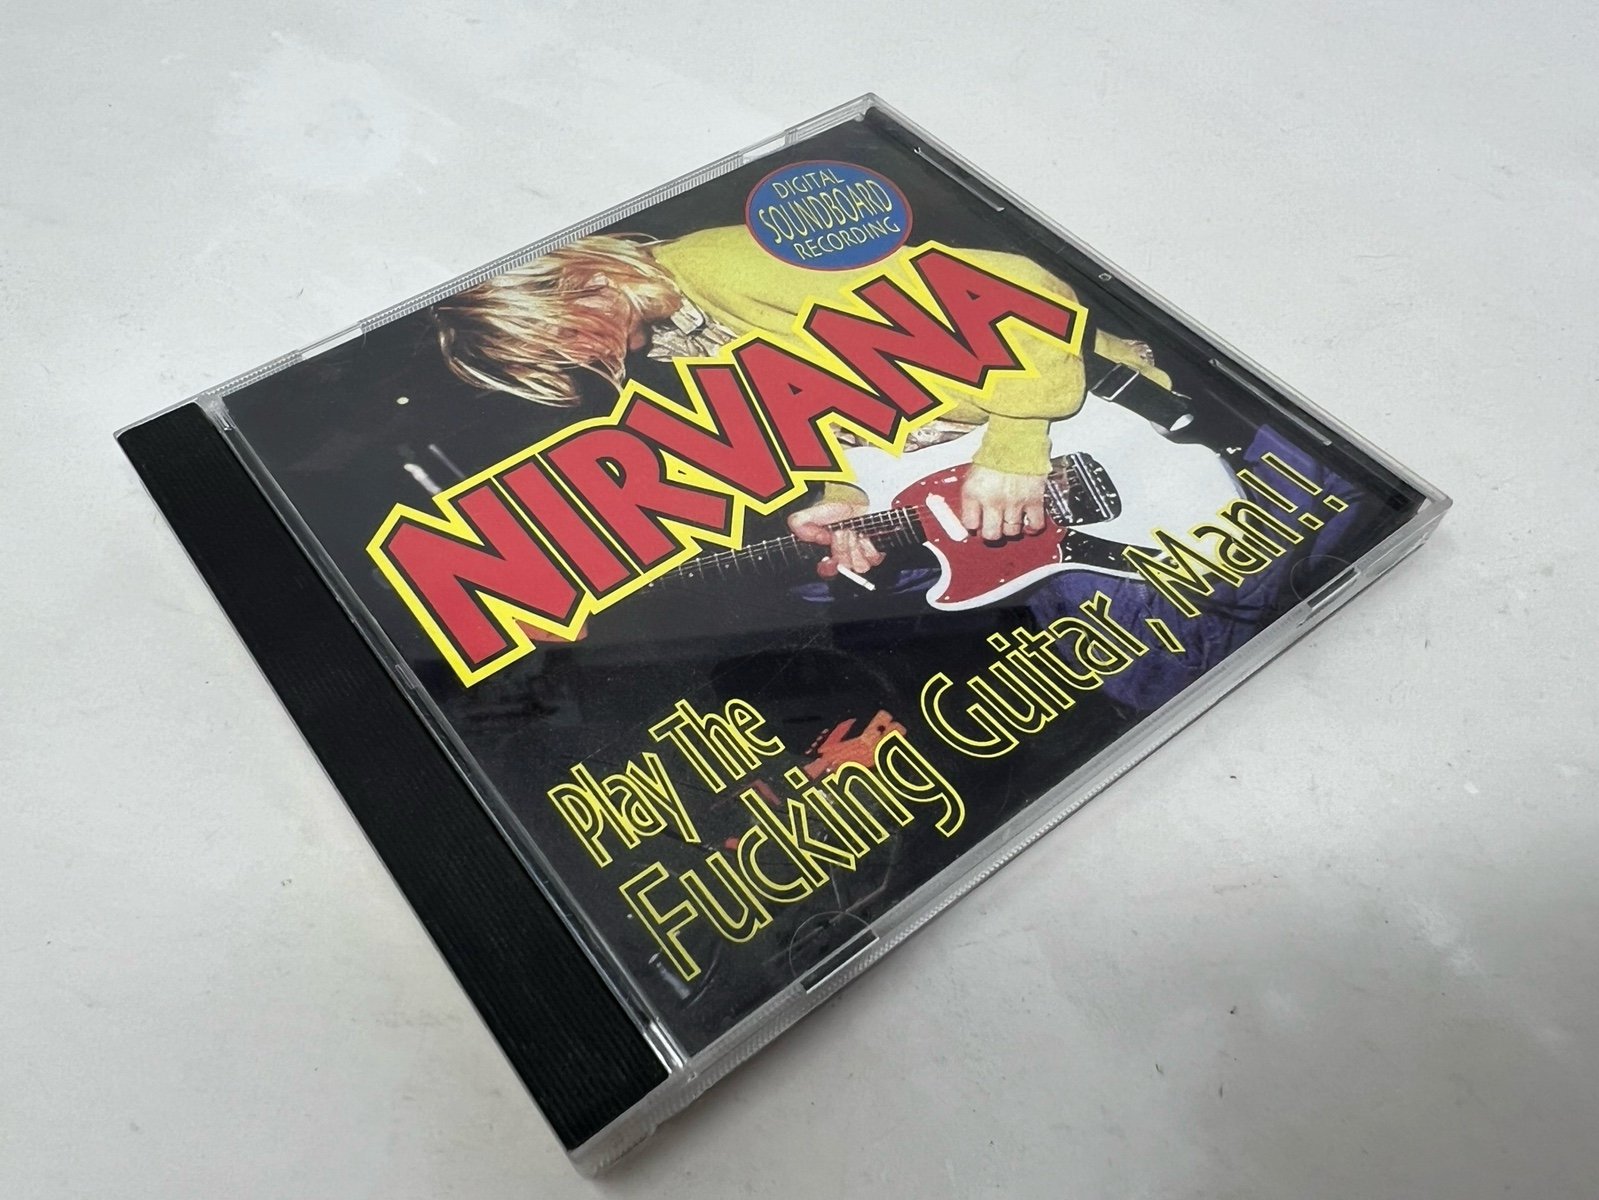 DIGITAL
SOUNDBOARD
RECORDING
NIRVANA
Play The
Fucking Guitar, Man!!